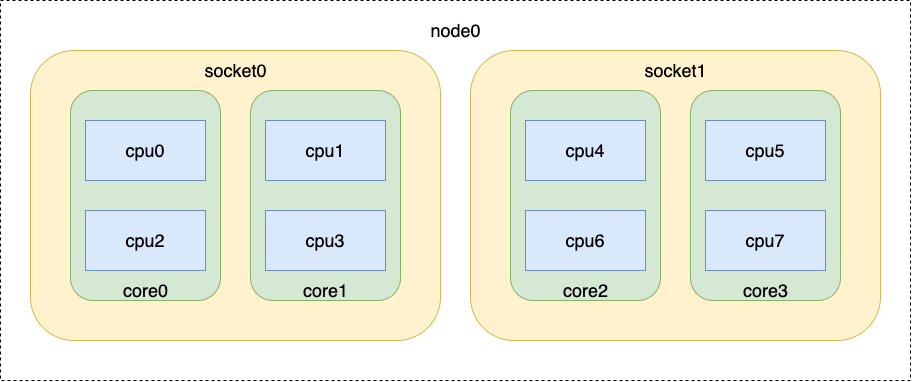 node0
socket0
socket1
cpu0
cpu1
cpu4
cpu5
cpu2
cpu3
cpu6
cpu7
core0
core1
core2
core3